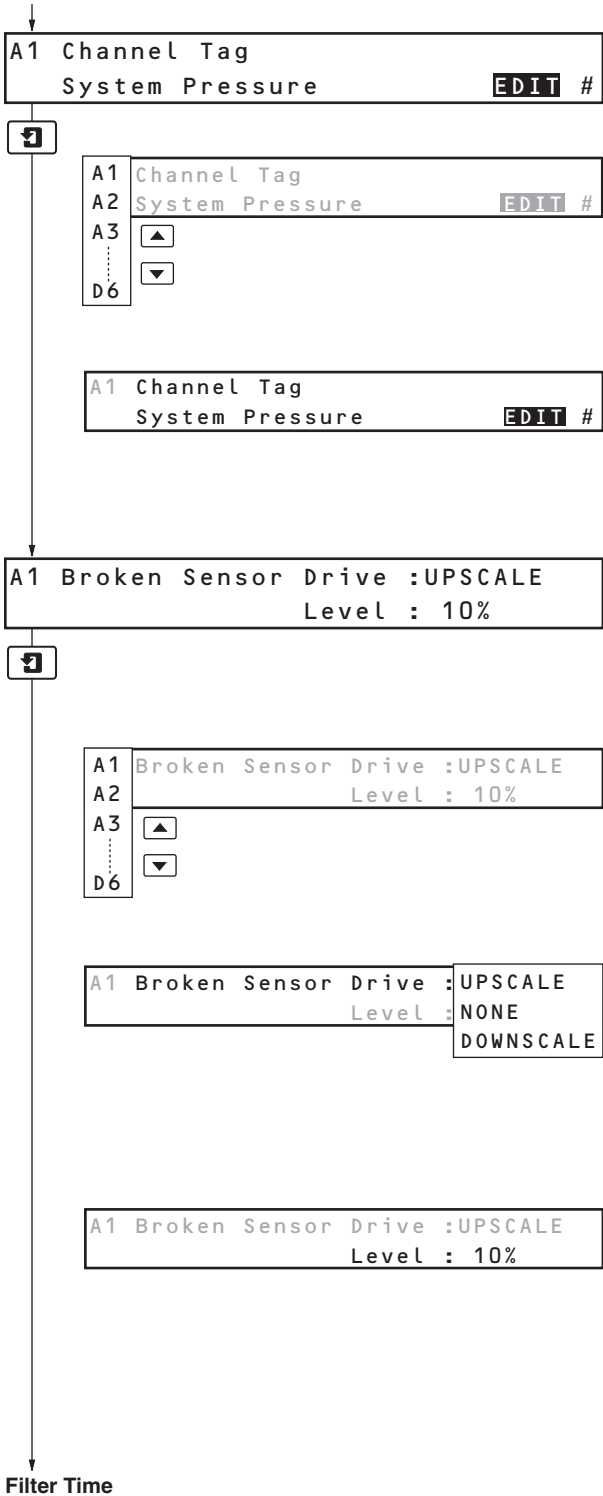 A1 Channel Tag
System Pressure EDIT #
A1 Channel Tag
A2 System Pressure EDIT #
A3
D6
A1 Channel Tag
System Pressure EDIT #
A1 Broken Sensor Drive :UPSCALE
Level : 10%
A1 Broken Sensor Drive :UPSCALE
A2 Level : 10%
A3
D6
A1 Broken Sensor Drive :UPSCALE
Level :NONE
DOWNSCALE
A1 Broken Sensor Drive :UPSCALE
Level : 10%
Filter Time